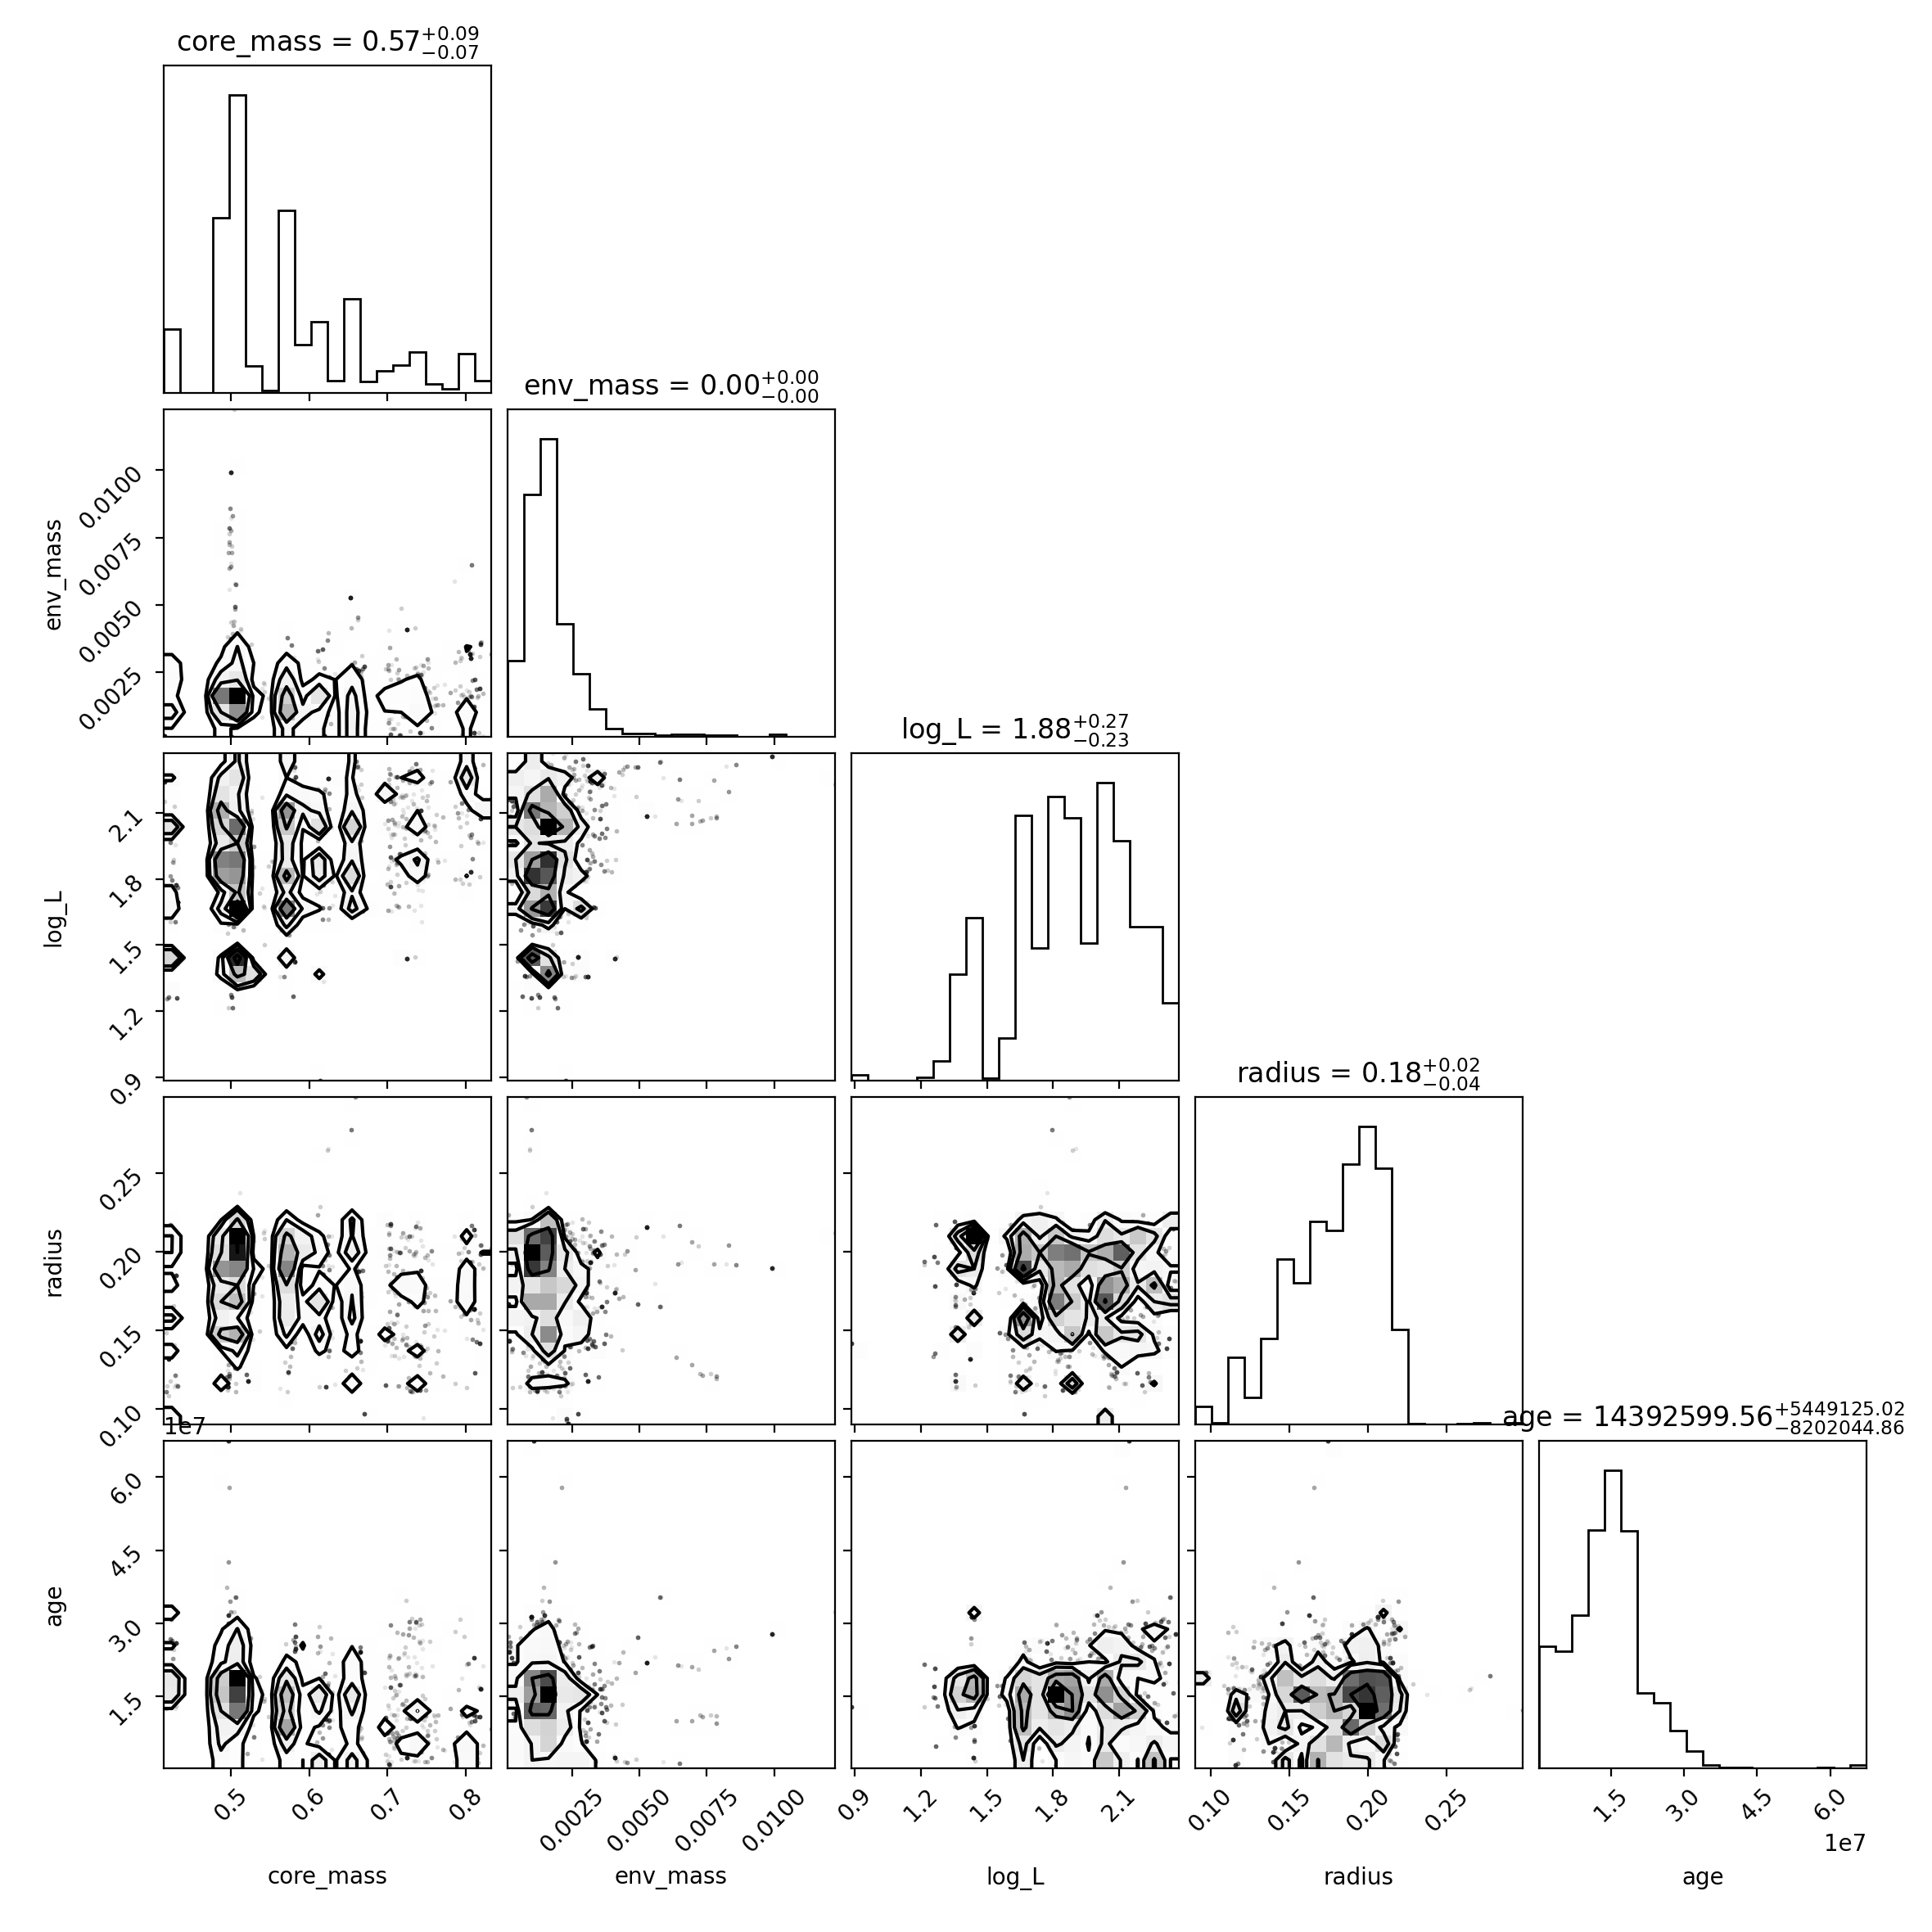 core_mass = 0.57+0.09−0.07
env_mass = 0.00+0.00−0.00
0.0100
0.0075
0.0050
0.0025
env_mass
log_L = 1.88+0.27−0.23
2.1
1.8
1.5
1.2
0.9
log_L
radius = 0.18+0.02−0.04
0.25
0.20
0.15
0.10
radius
1e7
age = 14392599.56+5449125.02−8202044.86
6.0
4.5
3.0
1.5
age
0.5
0.6
0.7
0.8
core_mass
0.0025
0.0050
0.0075
0.0100
env_mass
0.9
1.2
1.5
1.8
2.1
log_L
0.10
0.15
0.20
0.25
radius
1.5
3.0
4.5
6.0
1e7
age